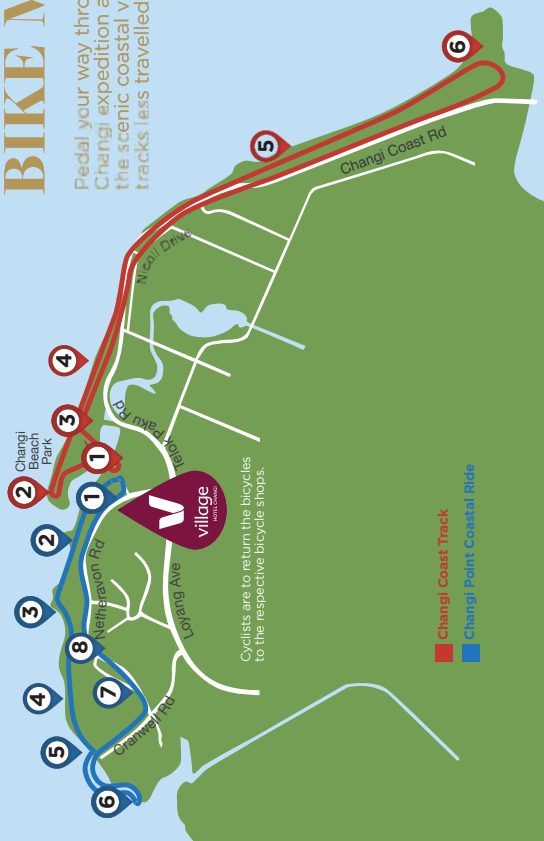 BIKE M
Pedal your way thro
Changi expedition a
the scenic coastal v
tracks less travelled
6
5
Changi Coast Rd
Nicoll Drive
4
3
Changi
Beach
Park
2
1
Telok Paku Rd
1
2
3
4
5
6
7
8
Netheravon Rd
Loyang Ave
Cranwell Rd
village
HOTEL CHANGI
Cyclists are to return the bicycles
to the respective bicycle shops.
Changi Coast Track
Changi Point Coastal Ride